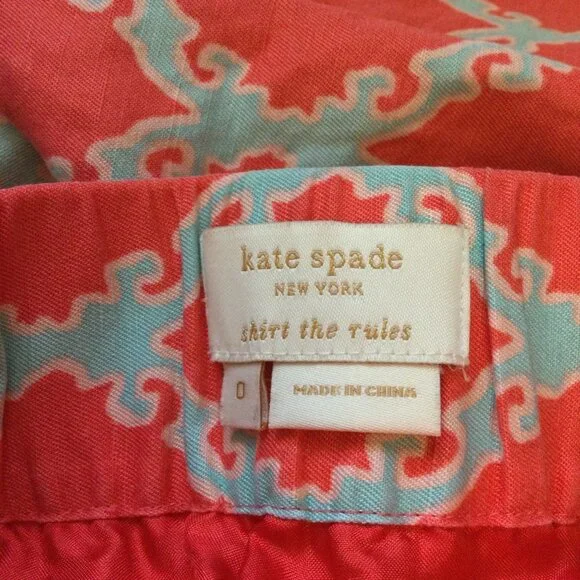 kate spade
NEW YORK
skirt the rules
0
MADE IN CHINA